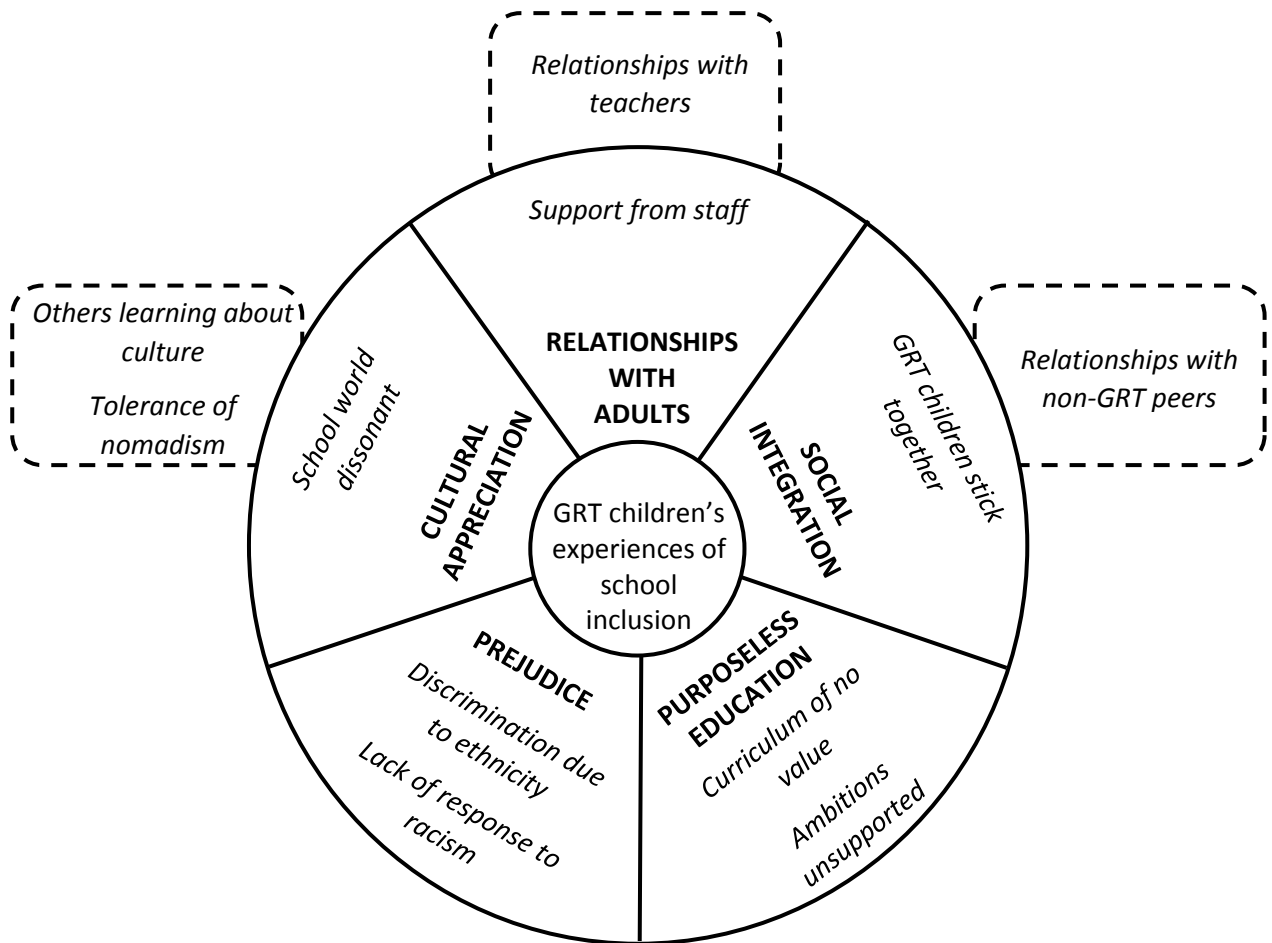 Relationships with
teachers
Support from staff
RELATIONSHIPS
WITH
ADULTS
Others learning about
culture
Tolerance of
nomadism
School world
dissonant
CULTURAL
APPRECIATION
SOCIAL
INTEGRATION
GRT children stick
together
Relationships with
non-GRT peers
GRT children’s
experiences of
school
inclusion
PREJUDICE
Discrimination due
to ethnicity
Lack of response to
racism
PURPOSELESS
EDUCATION
Curriculum of no
value
Ambitions
unsupported